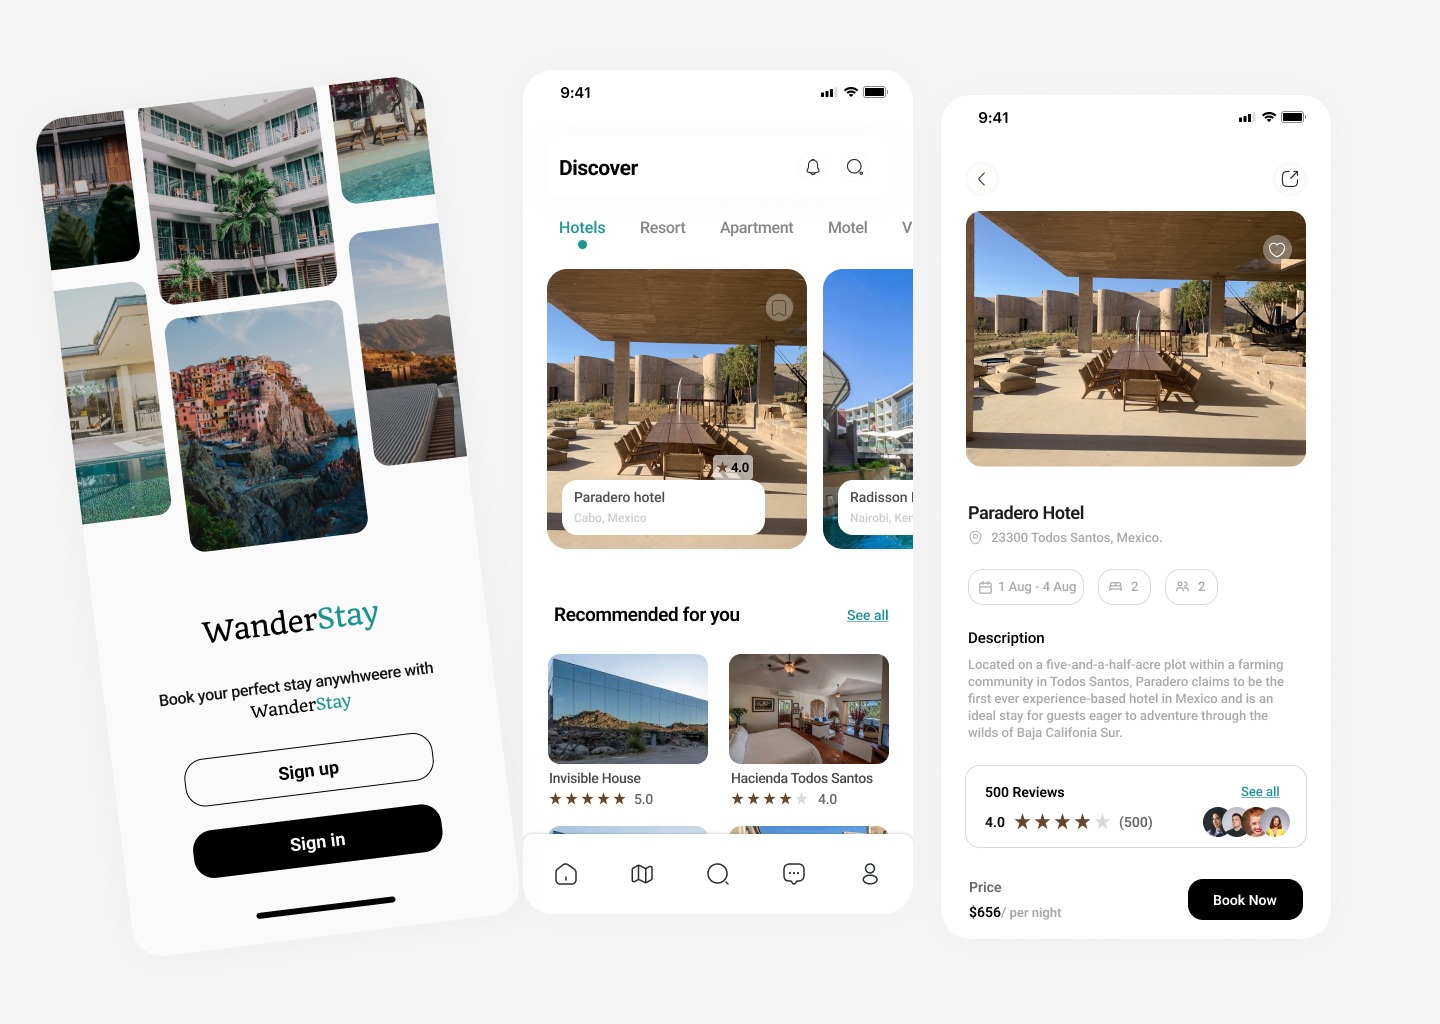 WanderStay
Book your perfect stay anywhweere with
WanderStay
Sign up
Sign in
9:41
Discover
Hotels Resort Apartment Motel V
4.0
Paradero hotel
Cabo, Mexico
Radisson
Nairobi, Ken
Recommended for you See all
Invisible House
5.0
Hacienda Todos Santos
4.0
9:41
Paradero Hotel
23300 Todos Santos, Mexico.
1 Aug - 4 Aug 2 2
Description
Located on a five-and-a-half-acre plot within a farming
community in Todos Santos, Paradero claims to be the
first ever experience-based hotel in Mexico and is an
ideal stay for guests eager to adventure through the
wilds of Baja Califonia Sur.
500 Reviews See all
4.0 (500)
Price
$656/ per night
Book Now